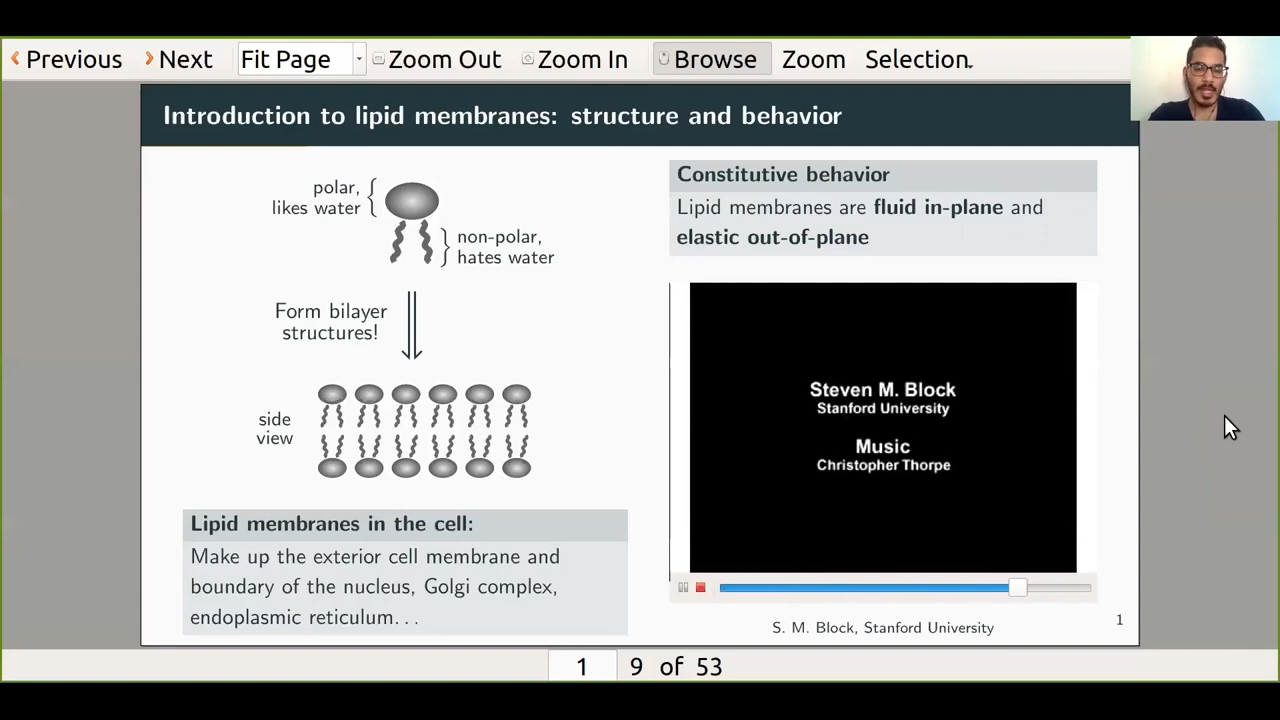 Previous
Next
Fit Page
Zoom Out
Zoom In
Browse
Zoom
Selection
Introduction to lipid membranes: structure and behavior
polar,
likes water
non-polar,
hates water
Form bilayer
structures!
side
view
Lipid membranes in the cell:
Make up the exterior cell membrane and
boundary of the nucleus, Golgi complex,
endoplasmic reticulum...
Constitutive behavior
Lipid membranes are fluid in-plane and
elastic out-of-plane
Steven M. Block
Stanford University
Music
Christopher Thorpe
S. M. Block, Stanford University
1
1
9 of 53